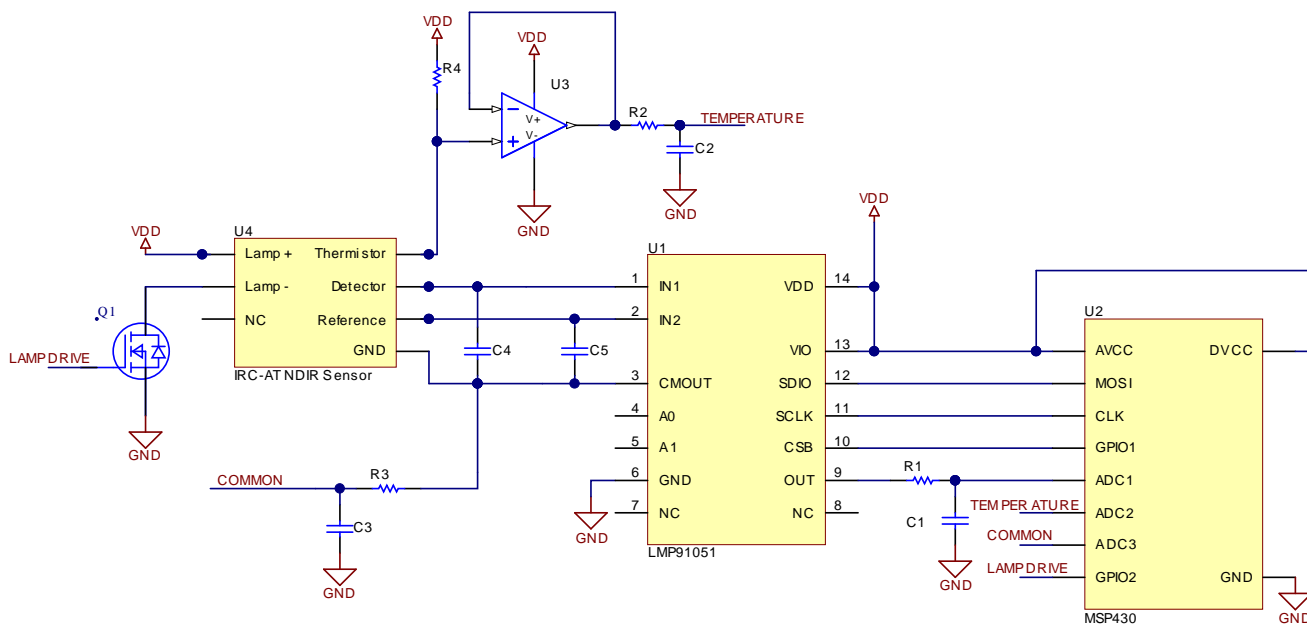 VDD
R4
VDD
U3
V+
V-
R2
TEMPERATURE
C2
GND
GND
VDD
U4
Lamp+
Lamp-
NC
Thermistor
Detector
Reference
GND
IRC-AT NDIR Sensor
Q1
LAMPDRIVE
GND
C4
C5
COMMON
R3
C3
GND
U1
1 IN1
2 IN2
3 CMOUT
4 A0
5 A1
6 GND
7 NC
VDD 14
VIO 13
SDIO 12
SCLK 11
CSB 10
OUT 9
NC 8
LMP91051
GND
VDD
R1
C1
GND
TEMPERATURE
COMMON
LAMPDRIVE
U2
AVCC
MOSI
CLK
GPIO1
ADC1
ADC2
ADC3
GPIO2
DVCC
GND
MSP430
GND